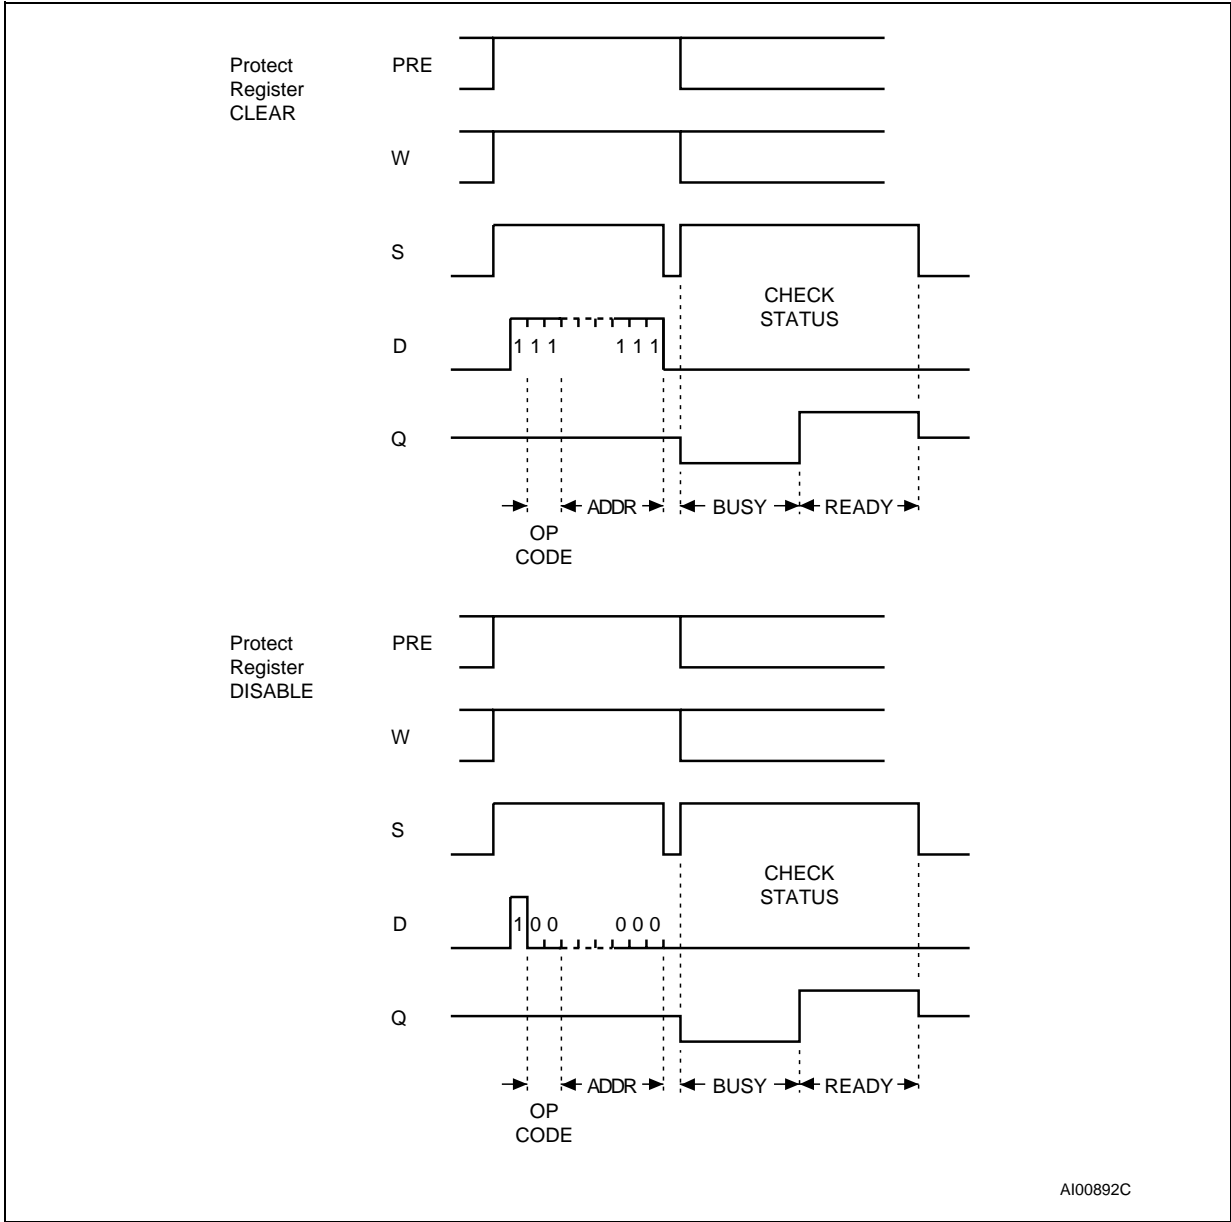 Protect
Register
CLEAR
PRE
W
S
CHECK
STATUS
D
1 1 1 1 1 1
Q
ADDR BUSY READY
OP
CODE
Protect
Register
DISABLE
PRE
W
S
CHECK
STATUS
D
1 0 0 0 0 0
Q
ADDR BUSY READY
OP
CODE
AI00892C